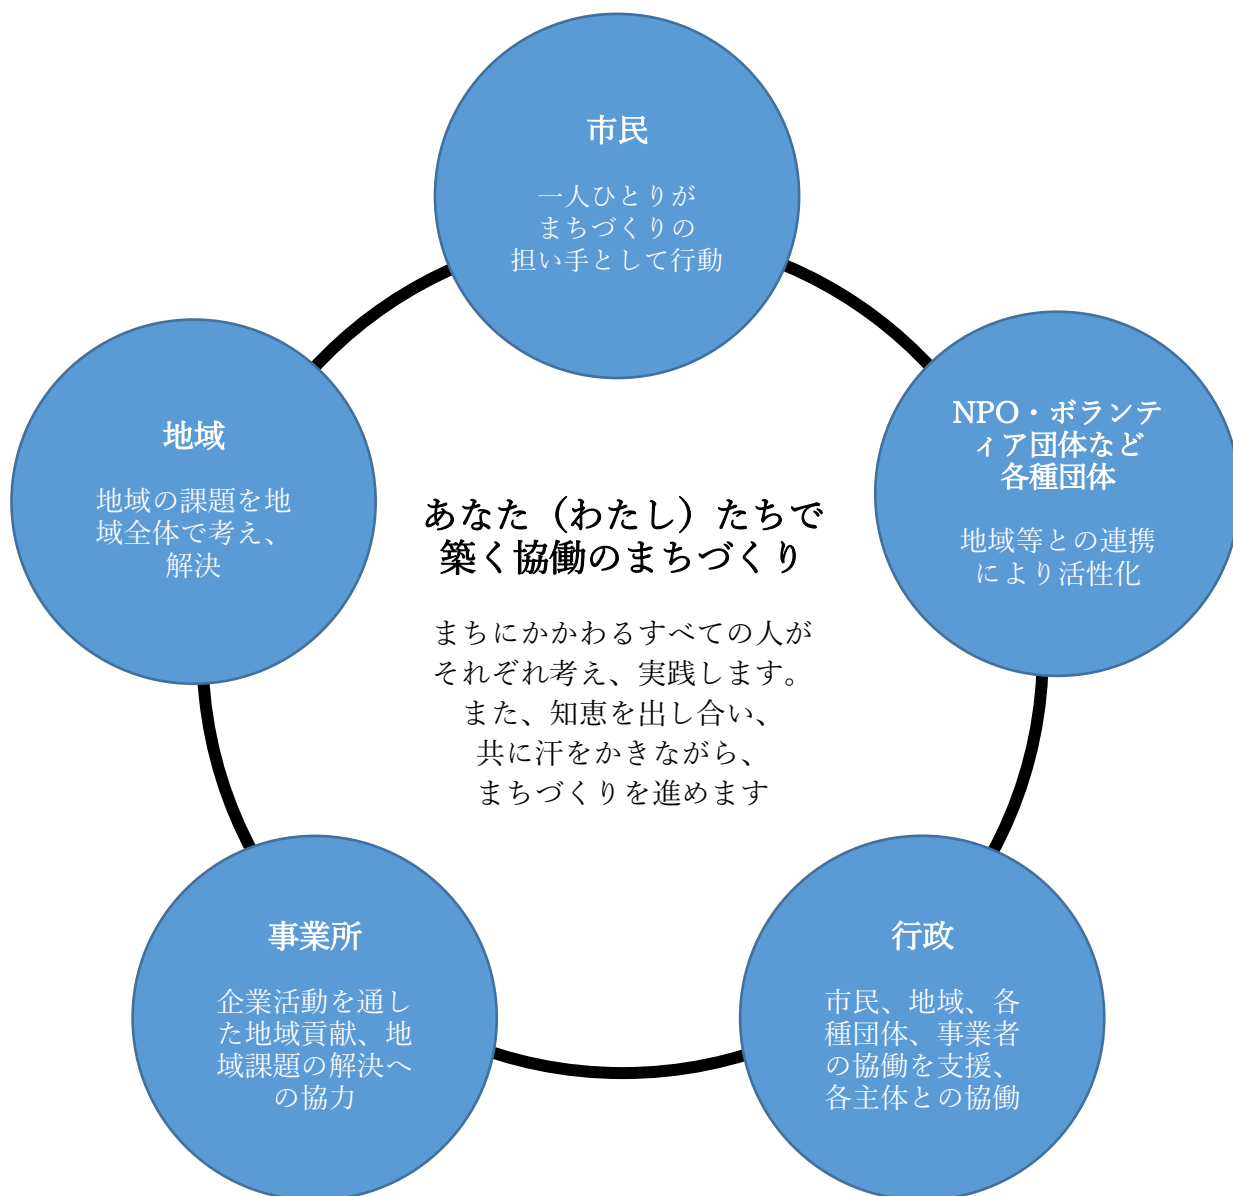 市民
一人ひとりが
まちづくりの
担い手として行動
NPO・ボランテ
ィア団体など
各種団体
地域等との連携
により活性化
地域
地域の課題を地
域全体で考え、
解決
あなた（わたし）たちで
築く協働のまちづくり
まちにかかわるすべての人が
それぞれ考え、実践します。
また、知恵を出し合い、
共に汗をかきながら、
まちづくりを進めます
事業所
企業活動を通し
た地域貢献、地
域課題の解決へ
の協力
行政
市民、地域、各
種団体、事業者
の協働を支援、
各主体との協働